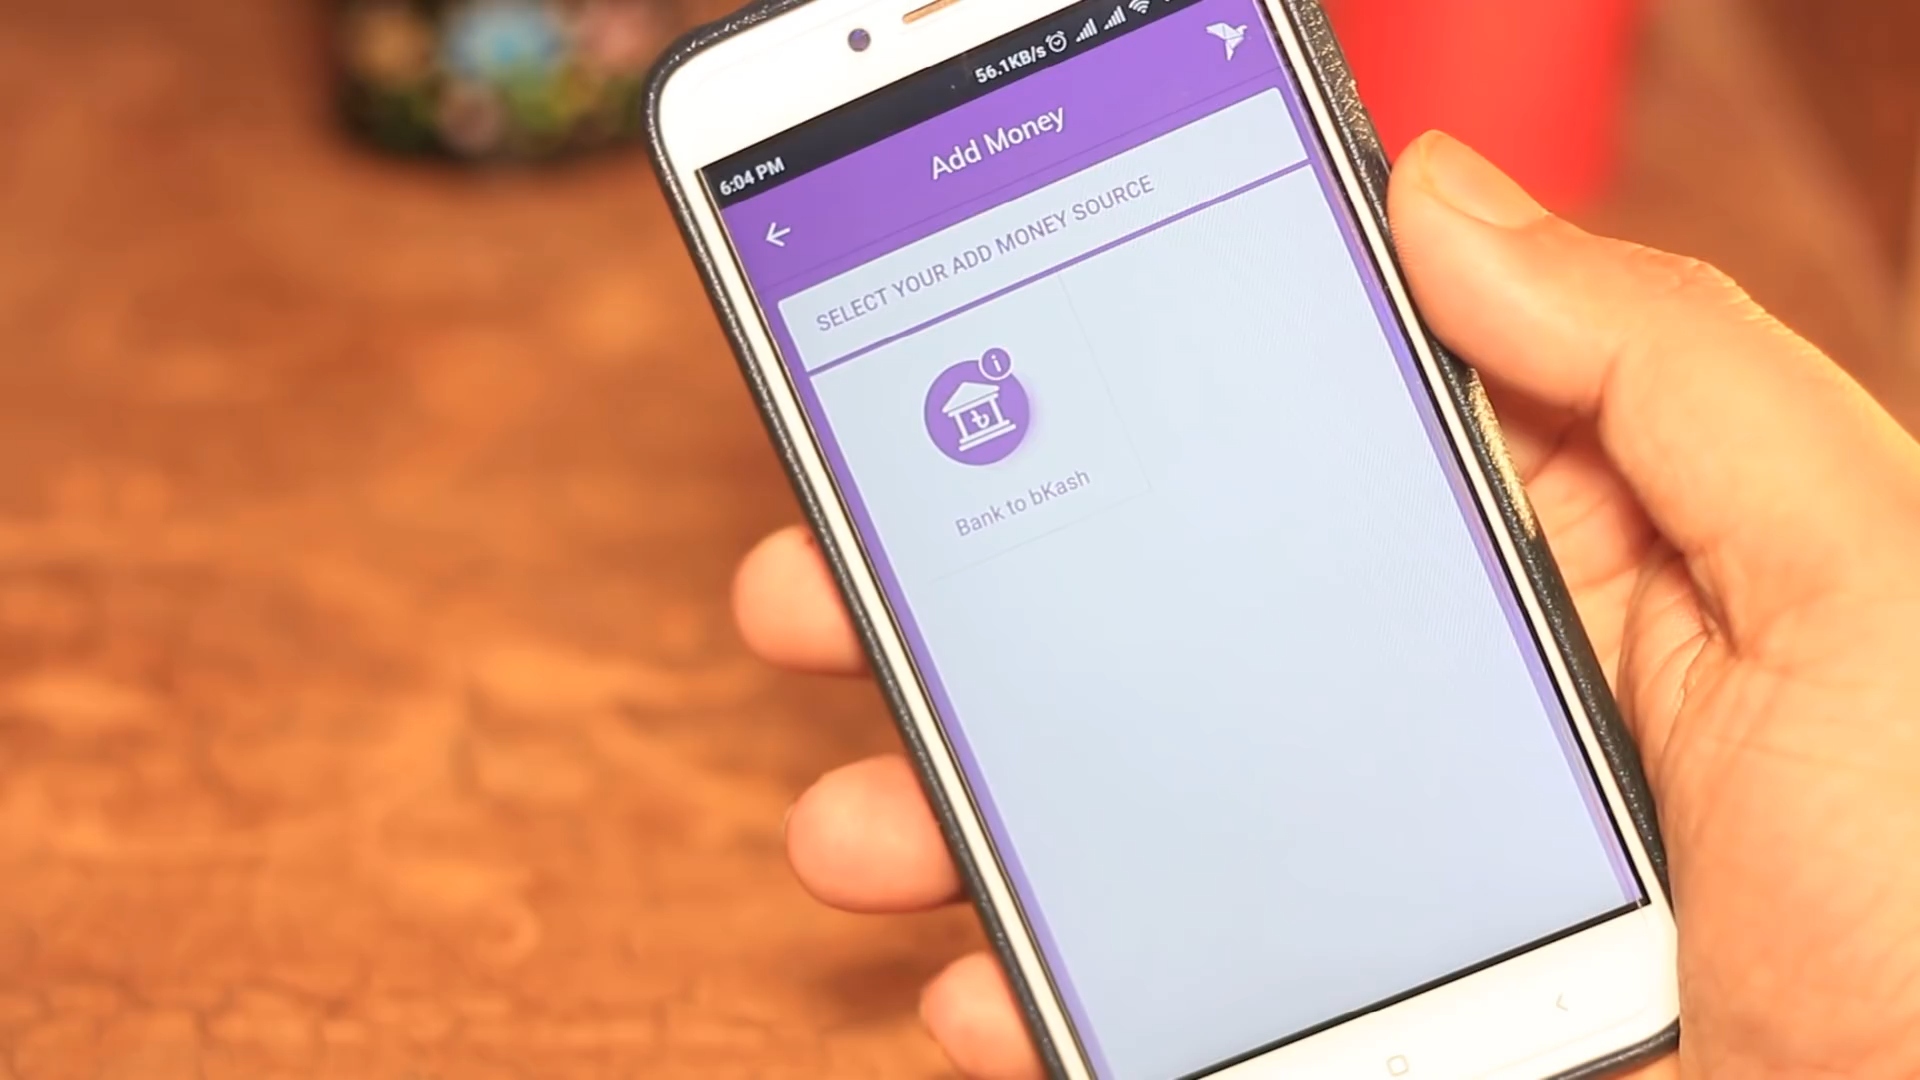 6:04 PM
56.1KB/s
Add Money
SELECT YOUR ADD MONEY SOURCE
i
৳
Bank to bKash